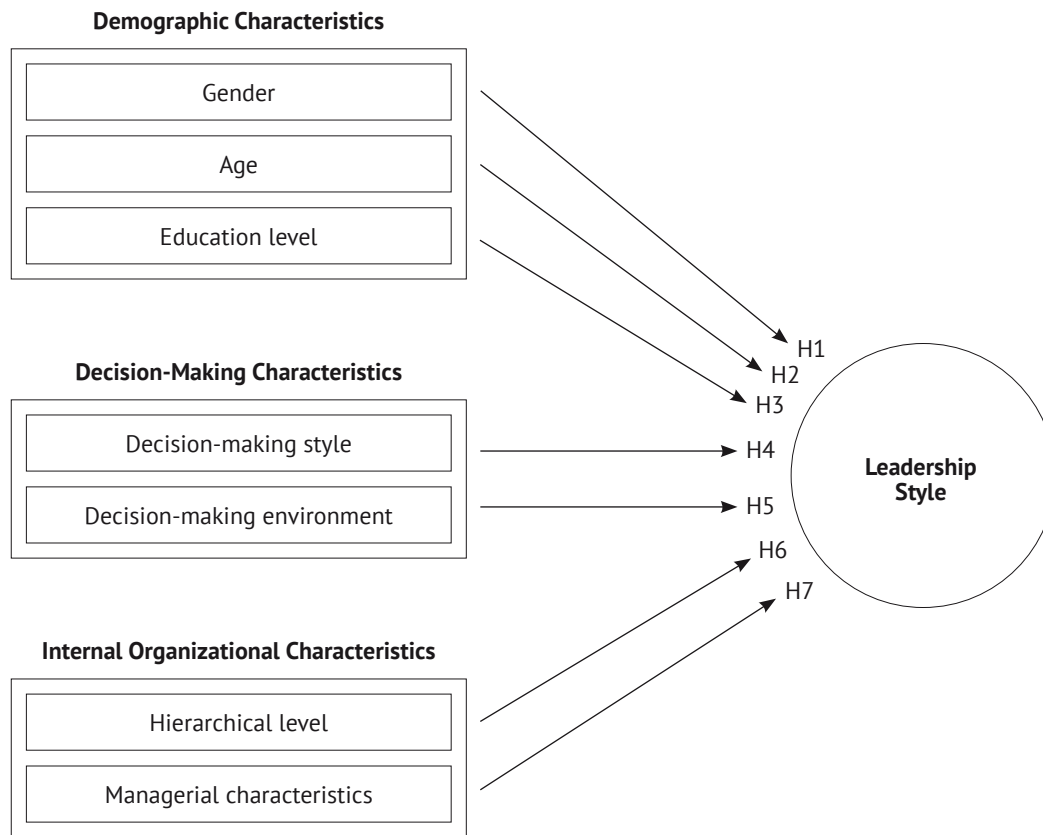 Demographic Characteristics
Gender
Age
Education level
H1
H2
H3
Decision-Making Characteristics
Decision-making style
H4
Decision-making environment
H5
Leadership
Style
H6
H7
Internal Organizational Characteristics
Hierarchical level
Managerial characteristics